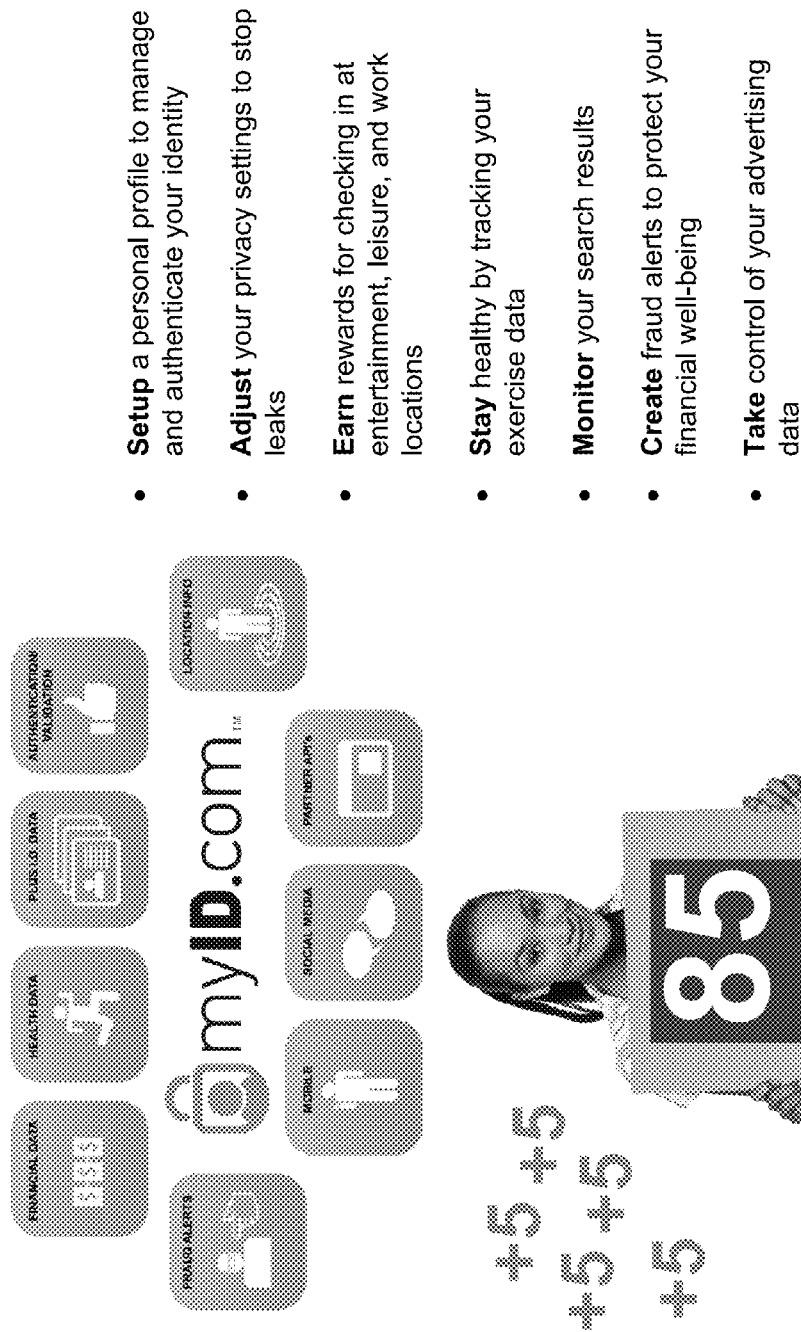 FINANCIAL DATA
HEALTH DATA
PLUS I.D. DATA
AUTHENTICATION/
VALIDATION
FRAUD ALERTS
myID.com™
LOCATION INFO
MOBILE
SOCIAL MEDIA
PARTNER APIS
+5
+5
+5
+5
+5
85
• Setup a personal profile to manage
and authenticate your identity
• Adjust your privacy settings to stop
leaks
• Earn rewards for checking in at
entertainment, leisure, and work
locations
• Stay healthy by tracking your
exercise data
• Monitor your search results
• Create fraud alerts to protect your
financial well-being
• Take control of your advertising
data